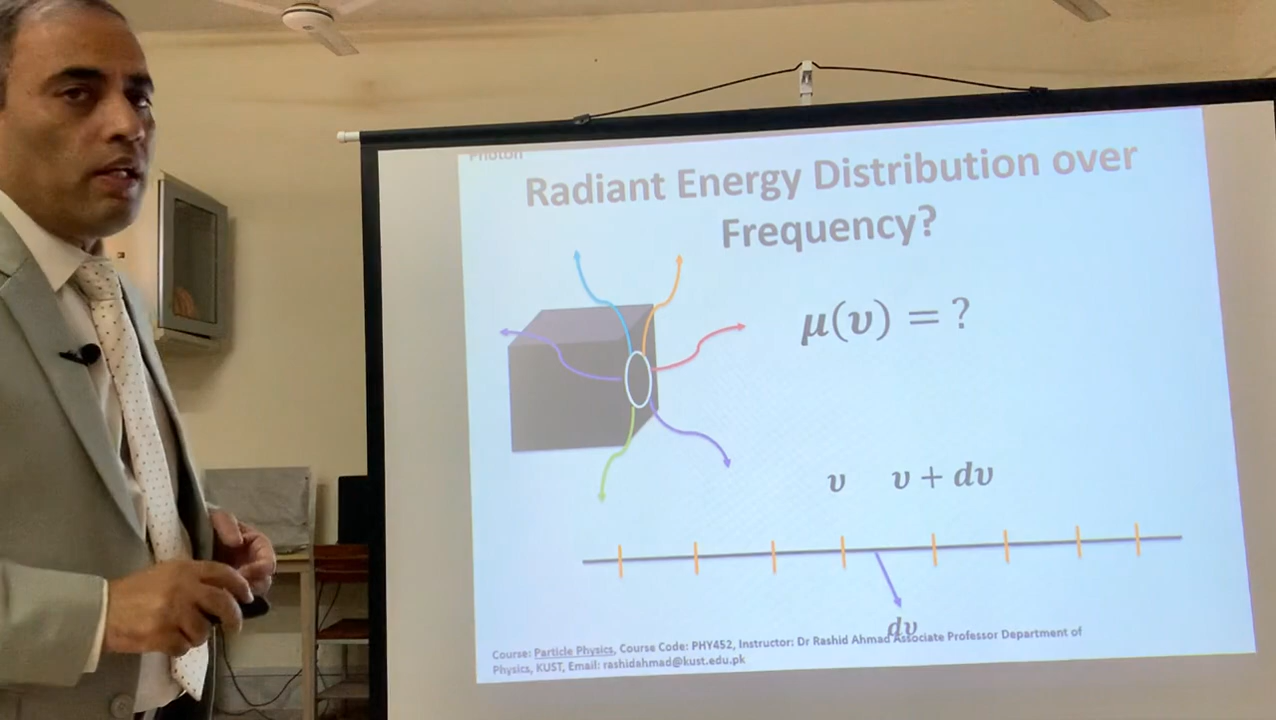 Photon
Radiant Energy Distribution over
Frequency?
μ(υ) = ?
υ υ + dυ
dυ
Course: Particle Physics, Course Code: PHY452, Instructor: Dr Rashid Ahmad Associate Professor Department of
Physics, KUST, Email: rashidahmad@kust.edu.pk